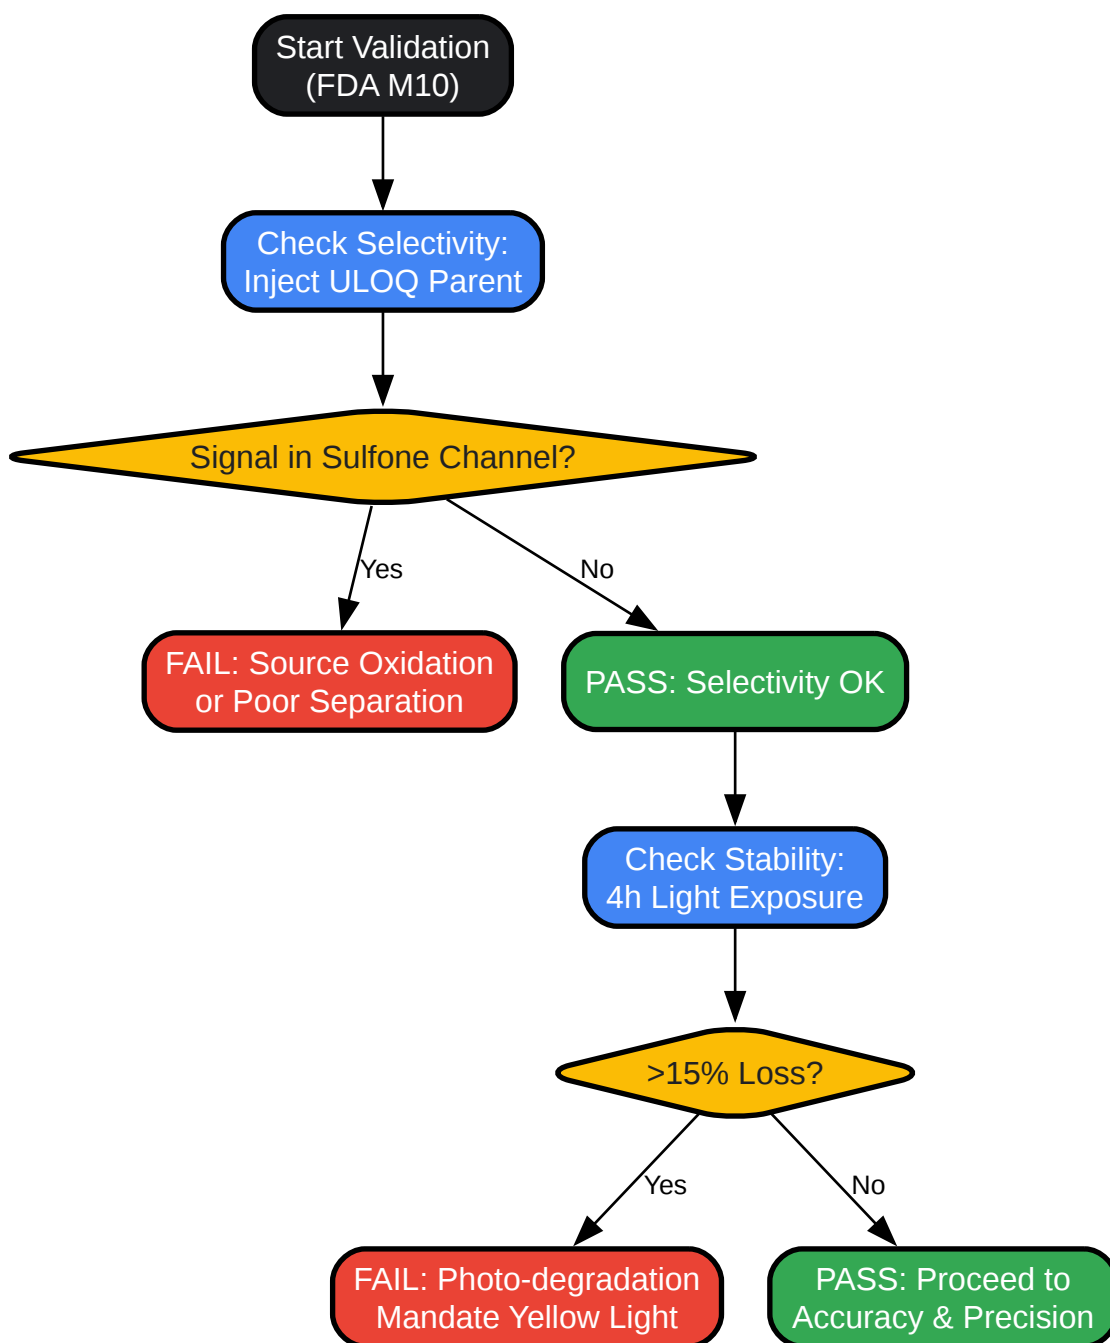 Start Validation
(FDA M10)
Check Selectivity:
Inject ULOQ Parent
Signal in Sulfone Channel?
Yes
No
FAIL: Source Oxidation
or Poor Separation
PASS: Selectivity OK
Check Stability:
4h Light Exposure
>15% Loss?
Yes
No
FAIL: Photo-degradation
Mandate Yellow Light
PASS: Proceed to
Accuracy & Precision